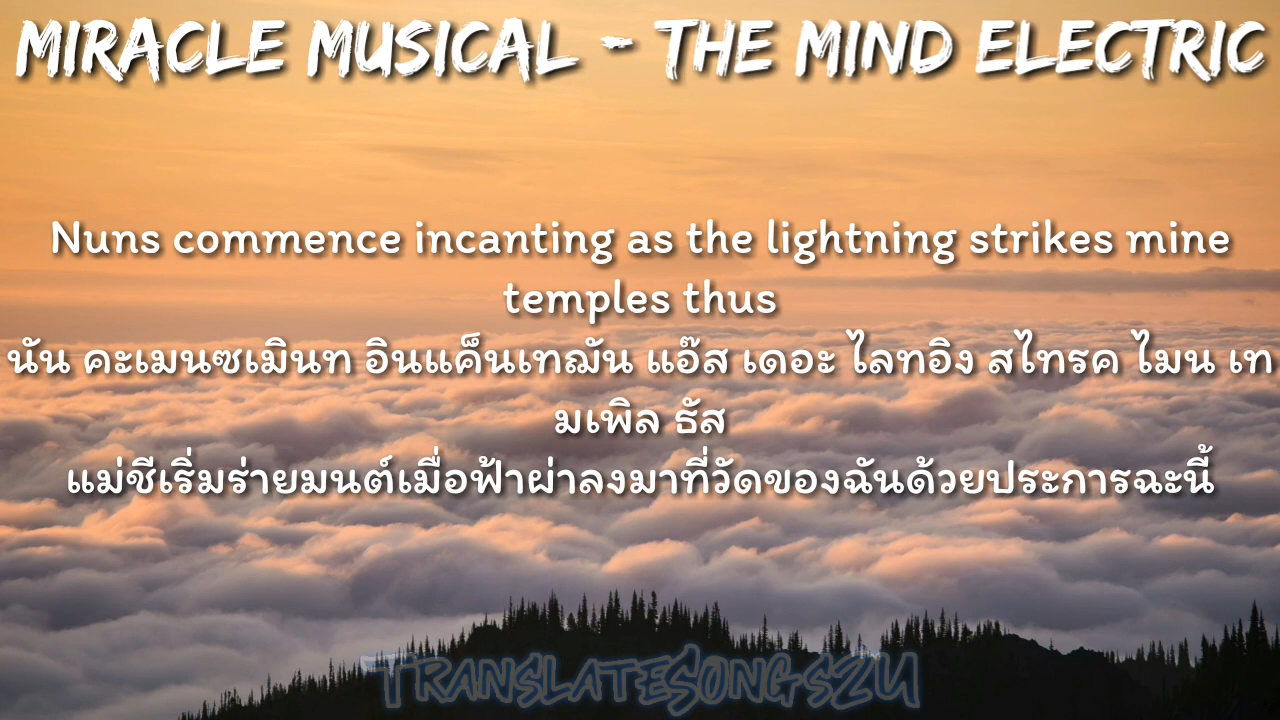 MIRACLE MUSICAL - THE MIND ELECTRIC
Nuns commence incanting as the lightning strikes mine
temples thus
นัน คะเมนซเมินท อินแค็นเทฌัน แอ๊ส เดอะ ไลทอิง สไทรค ไมน เท
มเพิล ธัส
แม่ชีเริ่มร่ายมนต์เมื่อฟ้าผ่าลงมาที่วัดของฉันด้วยประการฉะนี้
TRANSLATESONGS2U